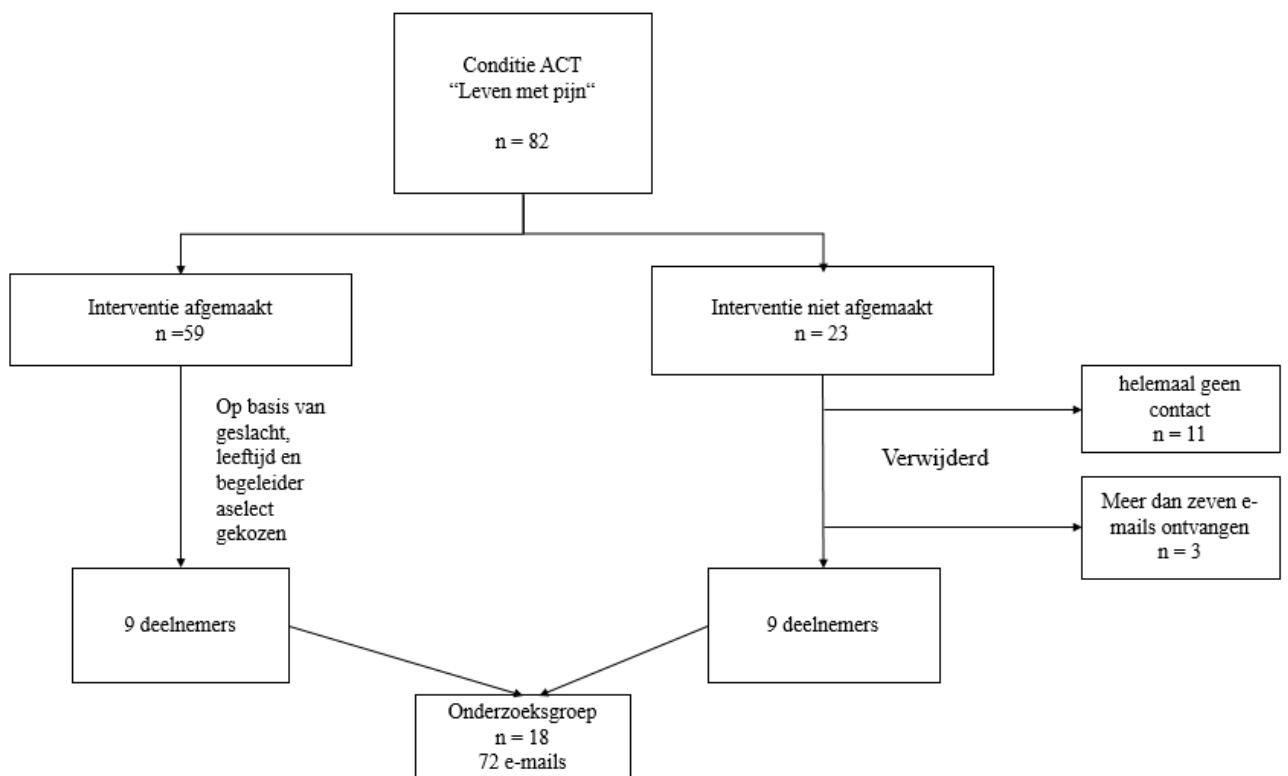 Conditie ACT
“Leven met pijn“
n = 82
Interventie afgemaakt
n =59
Interventie niet afgemaakt
n = 23
Op basis van
geslacht,
leeftijd en
begeleider
aselect
gekozen
Verwijderd
helemaal geen
contact
n = 11
Meer dan zeven e-
mails ontvangen
n = 3
9 deelnemers
9 deelnemers
Onderzoeksgroep
n = 18
72 e-mails